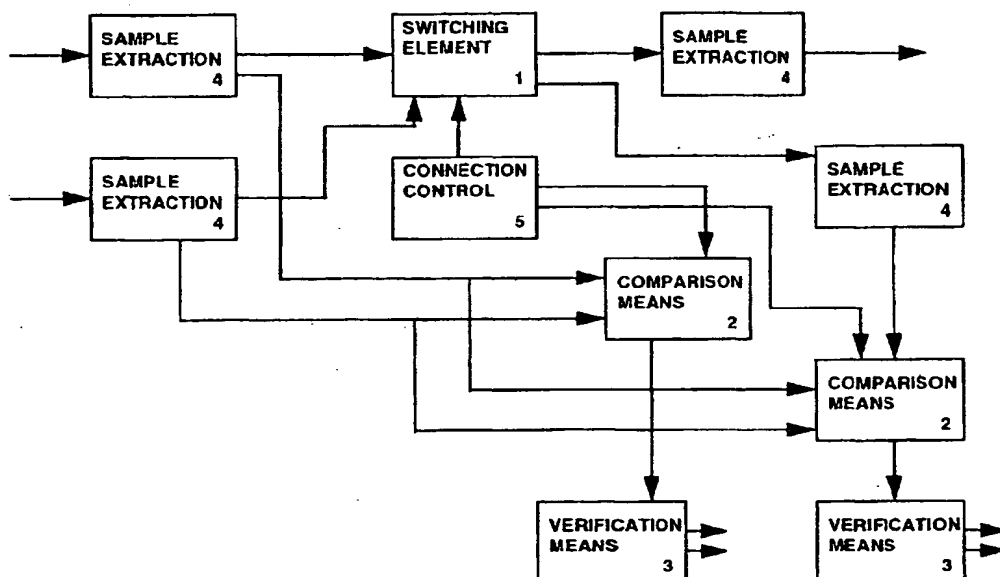 SAMPLE
EXTRACTION
4
SWITCHING
ELEMENT
1
SAMPLE
EXTRACTION
4
SAMPLE
EXTRACTION
4
CONNECTION
CONTROL
5
SAMPLE
EXTRACTION
4
COMPARISON
MEANS
2
COMPARISON
MEANS
2
VERIFICATION
MEANS
3
VERIFICATION
MEANS
3